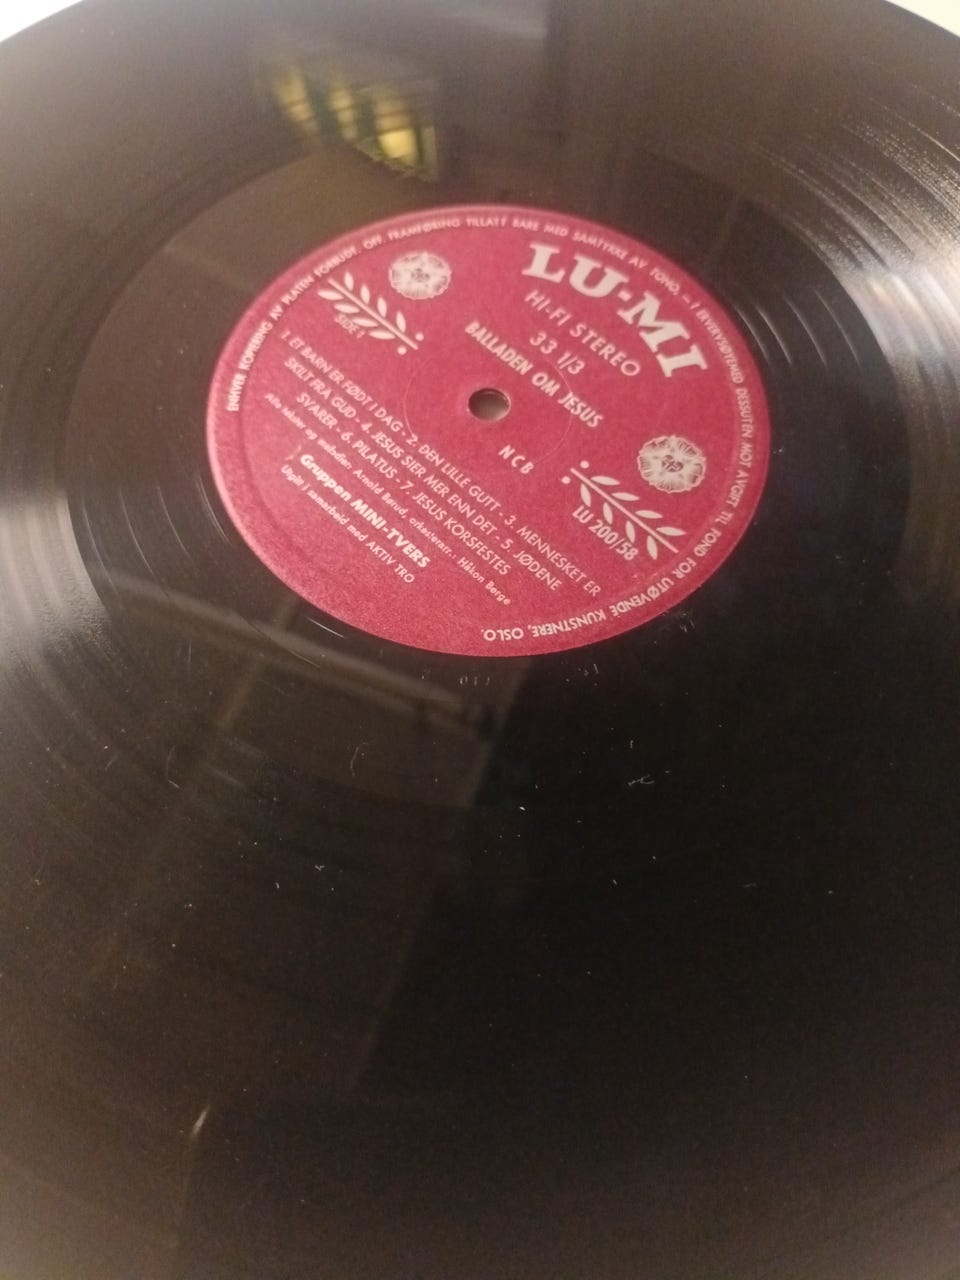 ENHVER KOPIERING AV PLATEN FORBUDT. OFF. FRAMFØRING TILLATT BARE MED SAMTYKKE AV TONO. – I ERVERVSØYEMED DESSUTEN MOT AVGIFT TIL FOND FOR UTØVENDE KUNSTNERE, OSLO.
LU-MI
HI-FI STEREO
33 1/3
BALLADEN OM JESUS
SIDE 1
NCB
LU 200/58
1. ET BARN ER FØDT I DAG - 2. DEN LILLE GUTT - 3. MENNESKET ER
SKILT FRA GUD - 4. JESUS SIER MER ENN DET - 5. JØDENE
SVARER - 6. PILATUS - 7. JESUS KORSFESTES
Alle tekster og melodier: Arnold Børud, orkesterarr.: Håkon Berge
Gruppen MINI-TVERS
Utgitt i samarbeid med AKTIV TRO